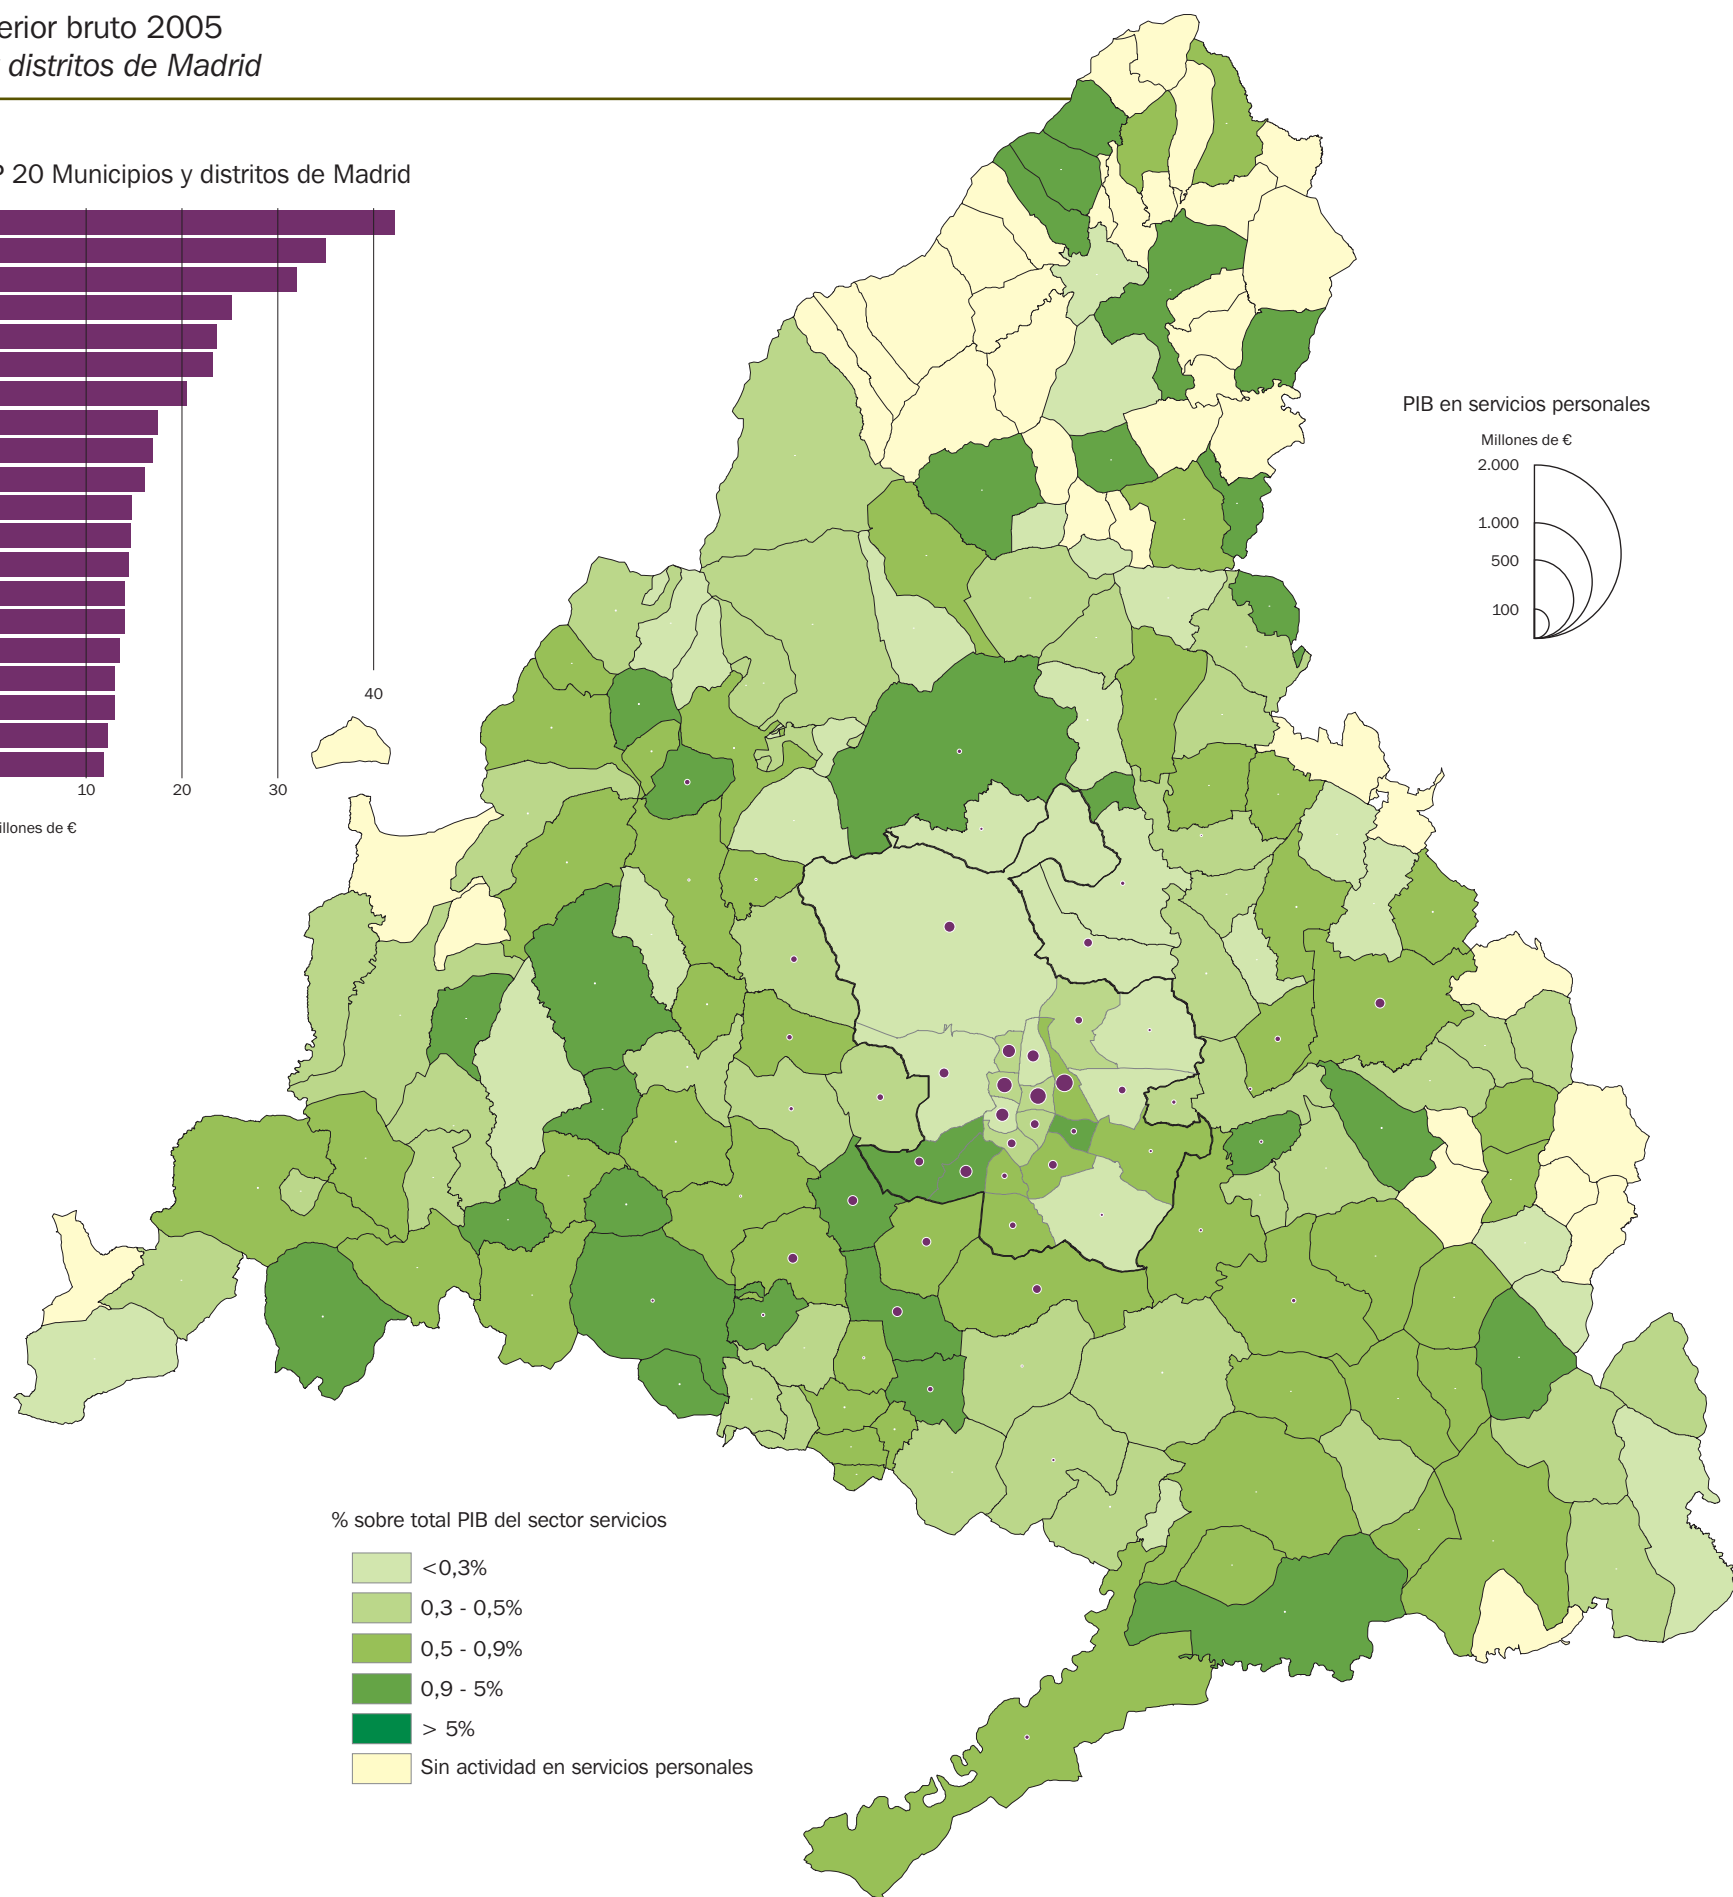 erior bruto 2005
distritos de Madrid
20 Municipios y distritos de Madrid
40
10
20
30
illones de €
PIB en servicios personales
Millones de €
2.000
1.000
500
100
% sobre total PIB del sector servicios
<0,3%
0,3 - 0,5%
0,5 - 0,9%
0,9 - 5%
> 5%
Sin actividad en servicios personales